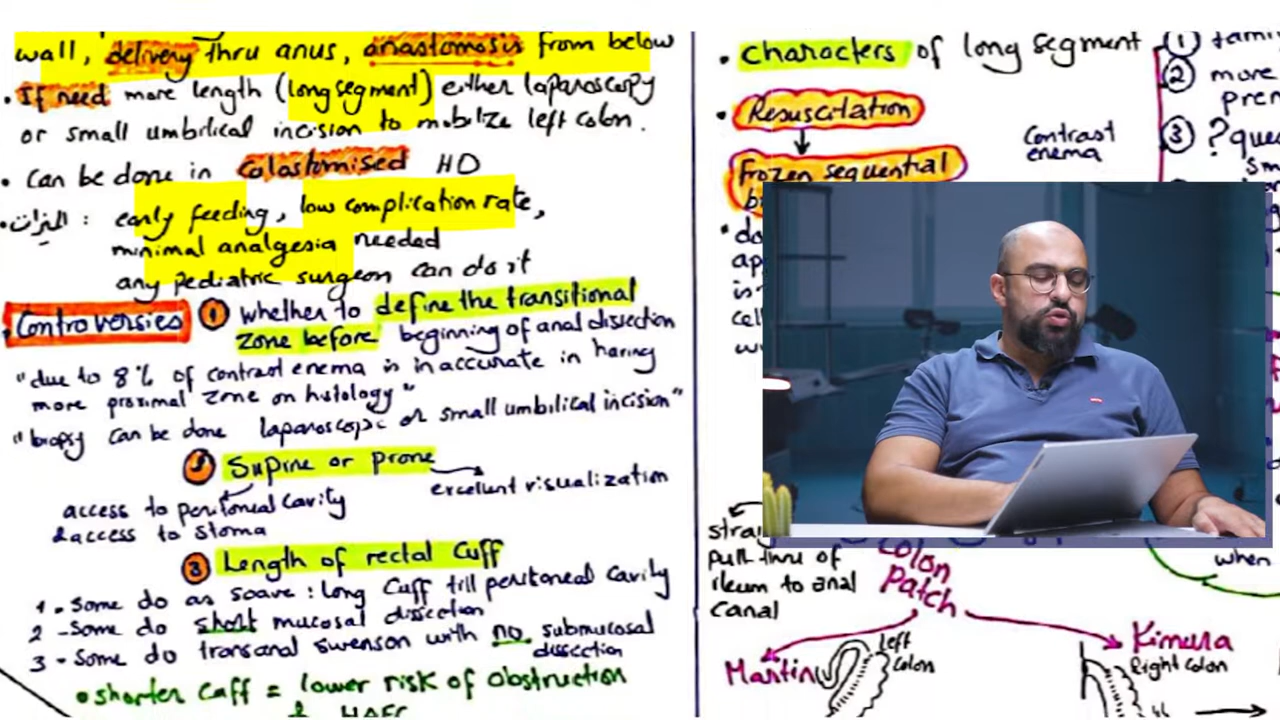 wall, delivery thru anus, anastomosis from below
. If need more length (long segment) either laparoscopy
or small umbilical incision to mobilze left colon.
. Can be done in Colostomised HD
. الميزات : early feeding, low complication rate,
minimal analgesia needed
any pediatric surgeon can do it
. Controversies ① whether to define the transitional
zone before beginning of anal dissection
"due to 8% of contrast enema is inaccurate in having
more proximal zone on histology"
"biopsy can be done laparoscopic or small umbilical incision"
② Supine or prone
excellent visualization
access to peritoneal cavity
& access to stoma
③ Length of rectal Cuff
1 - Some do as soave : long Cuff till peritoneal cavity
2 - Some do short mucosal dissection
3 - Some do transanal swenson with no submucosal
dissection
• shorter Caff = lower risk of obstruction
& HAEC
. characters of long segment
①
② more
③ ? que
. Resuscitation
Contrast
enema
Frozen sequential
pull thru of
ileum to anal
Canal
Colon
Patch
when
Martin
left
Colon
Kimura
Right Colon